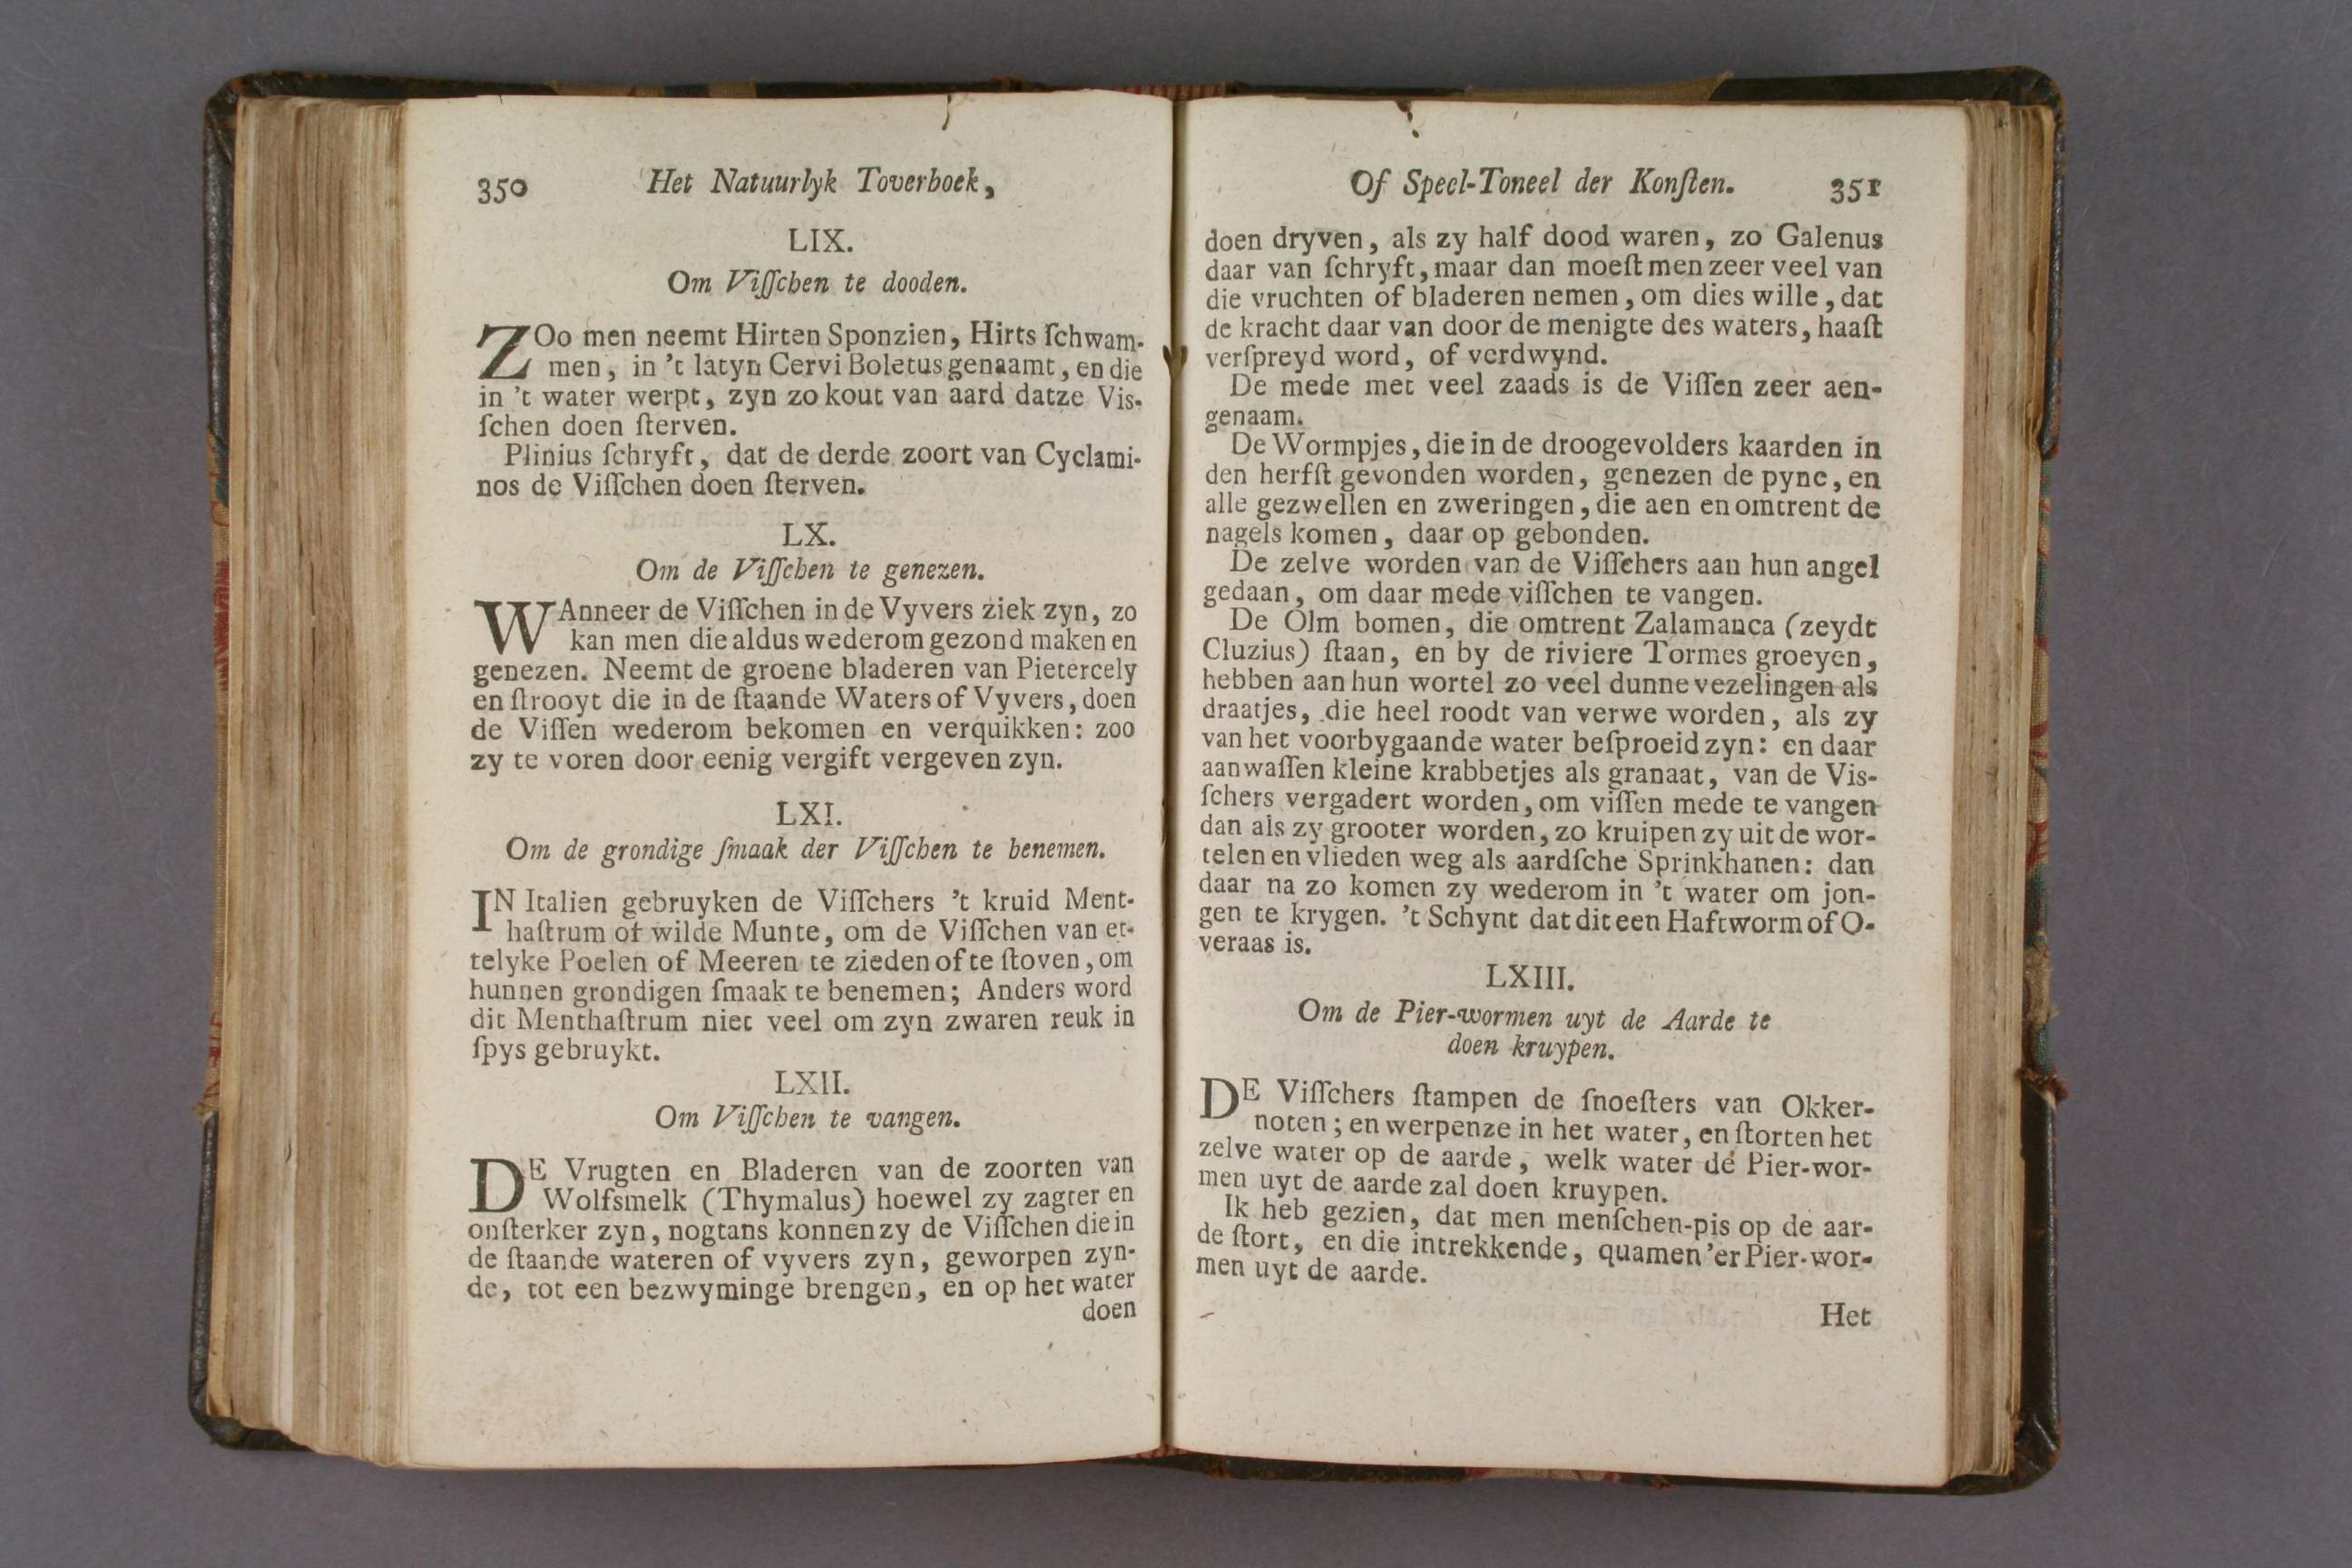 350 Het Natuurlyk Toverboek,
LIX.
Om Viſſchen te dooden.
ZOo men neemt Hirten Sponzien, Hirts ſchwam-
men, in 't latyn Cervi Boletus genaamt, en die
in 't water werpt, zyn zo kout van aard datze Vis-
ſchen doen ſterven.
Plinius ſchryft, dat de derde zoort van Cyclami-
nos de Viſſchen doen ſterven.
LX.
Om de Viſſchen te genezen.
WAnneer de Viſſchen in de Vyvers ziek zyn, zo
kan men die aldus wederom gezond maken en
genezen. Neemt de groene bladeren van Pietercely
en ſtrooyt die in de ſtaande Waters of Vyvers, doen
de Viſſen wederom bekomen en verquikken: zoo
zy te voren door eenig vergift vergeven zyn.
LXI.
Om de grondige ſmaak der Viſſchen te benemen.
IN Italien gebruyken de Viſſchers 't kruid Ment-
haſtrum of wilde Munte, om de Viſſchen van et-
telyke Poelen of Meeren te zieden of te ſtoven, om
hunnen grondigen ſmaak te benemen; Anders word
dit Menthaſtrum niet veel om zyn zwaren reuk in
ſpys gebruykt.
LXII.
Om Viſſchen te vangen.
DE Vrugten en Bladeren van de zoorten van
Wolfsmelk (Thymalus) hoewel zy zagter en
onſterker zyn, nogtans konnen zy de Viſſchen die in
de ſtaande wateren of vyvers zyn, geworpen zyn-
de, tot een bezwyminge brengen, en op het water
doen
Of Speel-Toneel der Konſten. 351
doen dryven, als zy half dood waren, zo Galenus
daar van ſchryft, maar dan moeſt men zeer veel van
die vruchten of bladeren nemen, om dies wille, dat
de kracht daar van door de menigte des waters, haaſt
verſpreyd word, of verdwynd.
De mede met veel zaads is de Viſſen zeer aen-
genaam.
De Wormpjes, die in de droogevolders kaarden in
den herfſt gevonden worden, genezen de pyne, en
alle gezwellen en zweringen, die aen en omtrent de
nagels komen, daar op gebonden.
De zelve worden van de Viſſchers aan hun angel
gedaan, om daar mede viſſchen te vangen.
De Olm bomen, die omtrent Zalamanca (zeydt
Cluzius) ſtaan, en by de riviere Tormes groeyen,
hebben aan hun wortel zo veel dunne vezelingen als
draatjes, die heel roodt van verwe worden, als zy
van het voorbygaande water beſproeid zyn: en daar
aanwaſſen kleine krabbetjes als granaat, van de Vis-
ſchers vergadert worden, om viſſen mede te vangen
dan als zy grooter worden, zo kruipen zy uit de wor-
telen en vlieden weg als aardſche Sprinkhanen: dan
daar na zo komen zy wederom in 't water om jon-
gen te krygen. 't Schynt dat dit een Haftworm of O-
veraas is.
LXIII.
Om de Pier-wormen uyt de Aarde te
doen kruypen.
DE Viſſchers ſtampen de ſnoeſters van Okker-
noten; en werpenze in het water, en ſtorten het
zelve water op de aarde, welk water de Pier-wor-
men uyt de aarde zal doen kruypen.
Ik heb gezien, dat men menſchen-pis op de aar-
de ſtort, en die intrekkende, quamen 'er Pier-wor-
men uyt de aarde.
Het